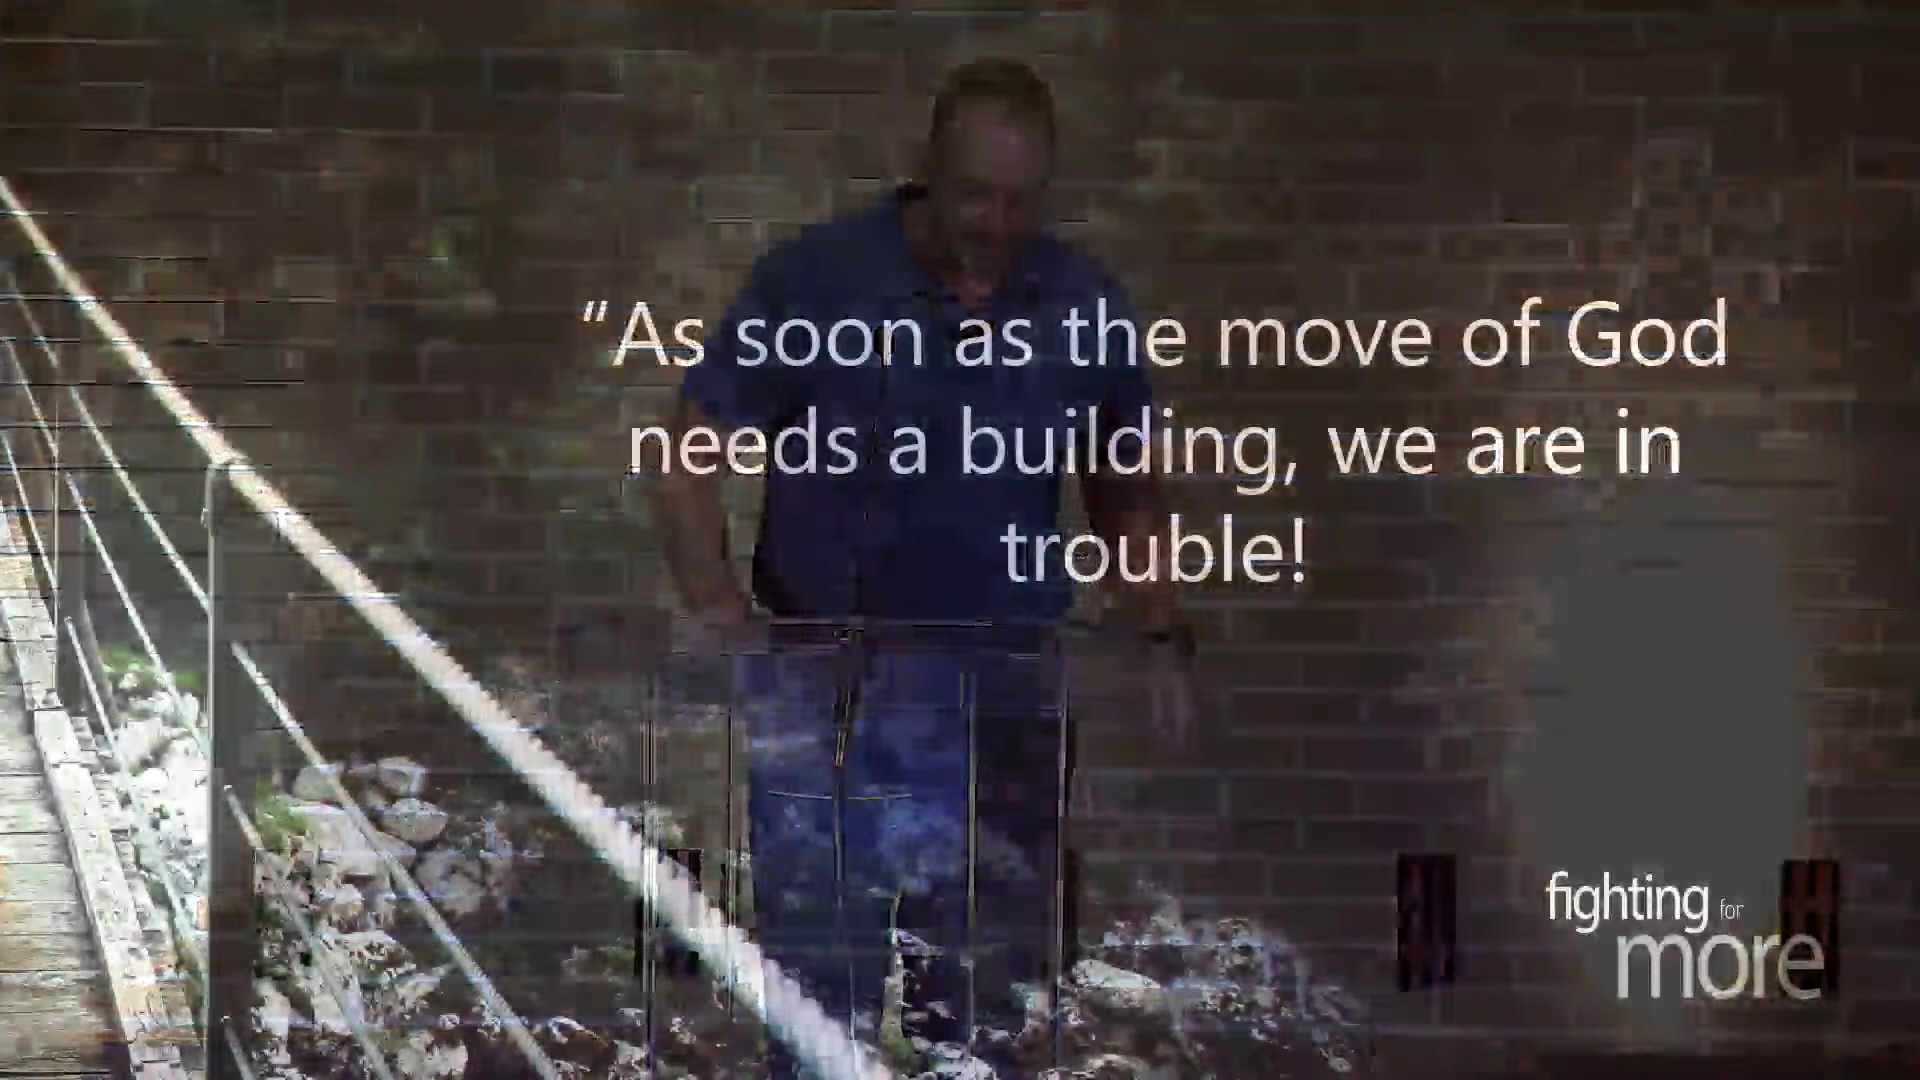 “As soon as the move of God
needs a building, we are in
trouble!
fighting for
more